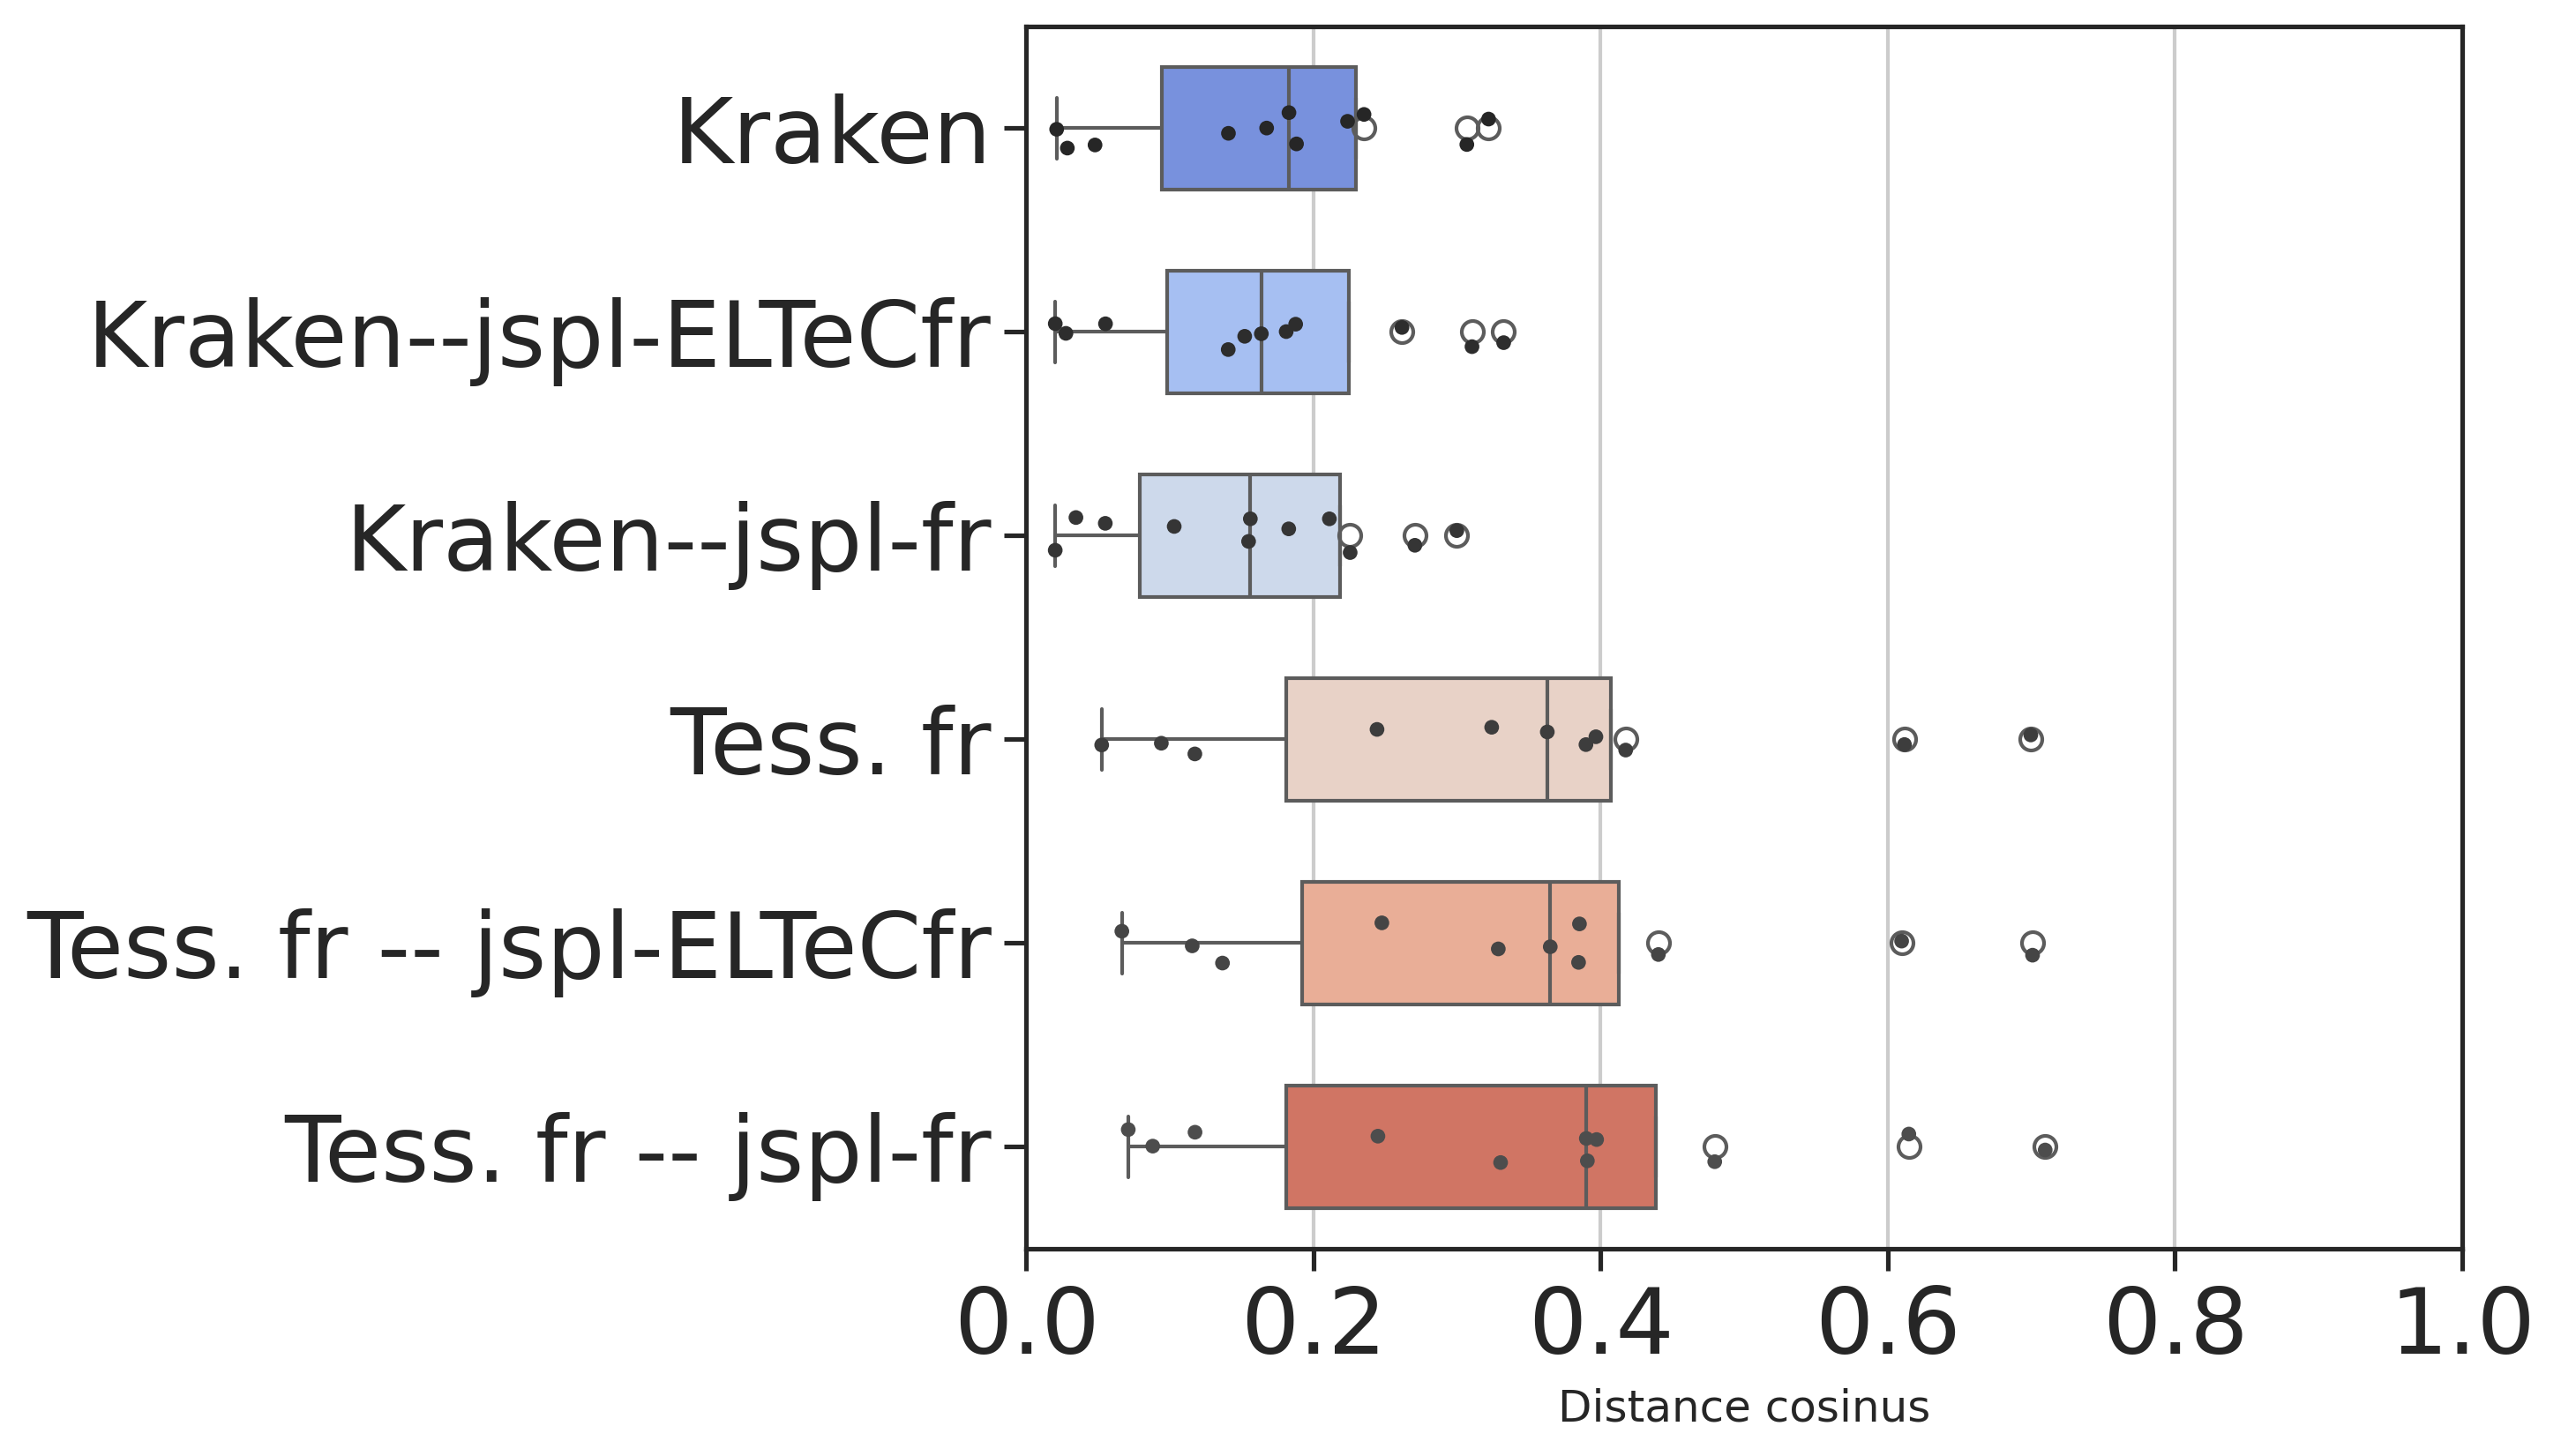 Kraken
Kraken--jspl-ELTeCfr
Kraken--jspl-fr
Tess. fr
Tess. fr -- jspl-ELTeCfr
Tess. fr -- jspl-fr
0.0 0.2 0.4 0.6 0.8 1.0
Distance cosinus